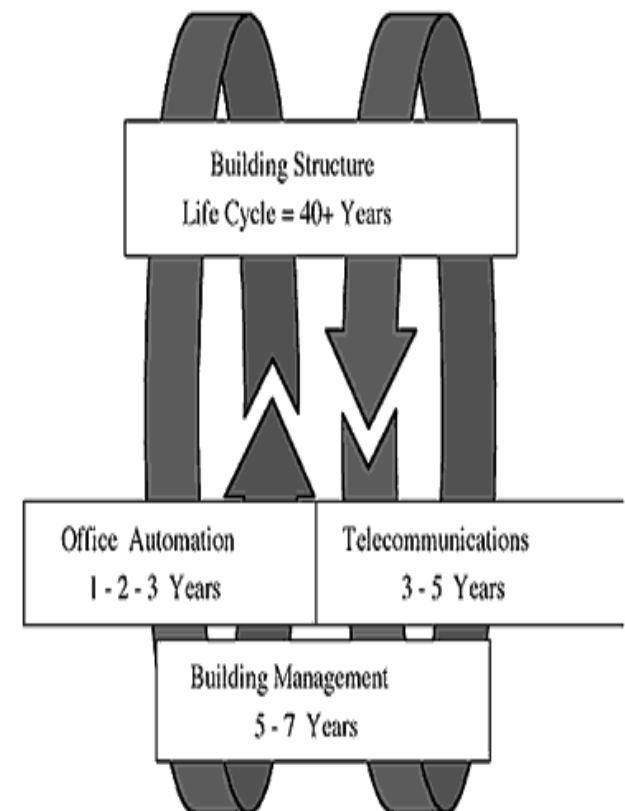 Building Structure
Life Cycle = 40+ Years
Office Automation
1 - 2 - 3 Years
Telecommunications
3 - 5 Years
Building Management
5 - 7 Years